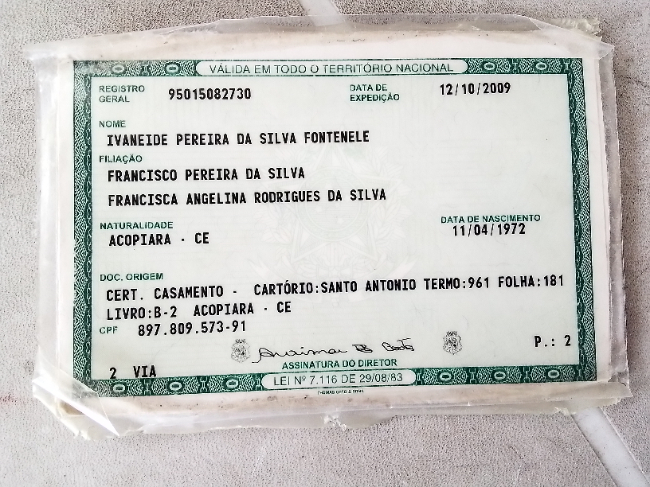 VÁLIDA EM TODO O TERRITÓRIO NACIONAL
REGISTRO GERAL 95015082730 DATA DE EXPEDIÇÃO 12/10/2009
NOME
IVANEIDE PEREIRA DA SILVA FONTENELE
FILIAÇÃO
FRANCISCO PEREIRA DA SILVA
FRANCISCA ANGELINA RODRIGUES DA SILVA
NATURALIDADE DATA DE NASCIMENTO
ACOPIARA - CE 11/04/1972
DOC. ORIGEM
CERT. CASAMENTO - CARTÓRIO:SANTO ANTONIO TERMO:961 FOLHA:181
LIVRO:B-2 ACOPIARA - CE
CPF 897.809.573-91
P.: 2
2 VIA ASSINATURA DO DIRETOR
LEI Nº 7.116 DE 29/08/83